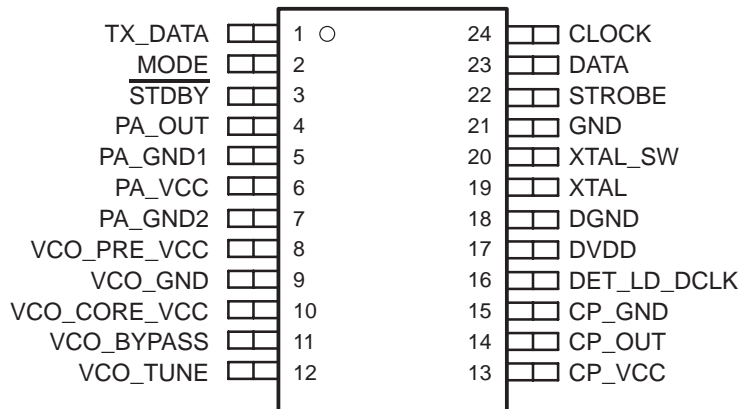 TX_DATA 1 24 CLOCK
MODE 2 23 DATA
STDBY 3 22 STROBE
PA_OUT 4 21 GND
PA_GND1 5 20 XTAL_SW
PA_VCC 6 19 XTAL
PA_GND2 7 18 DGND
VCO_PRE_VCC 8 17 DVDD
VCO_GND 9 16 DET_LD_DCLK
VCO_CORE_VCC 10 15 CP_GND
VCO_BYPASS 11 14 CP_OUT
VCO_TUNE 12 13 CP_VCC